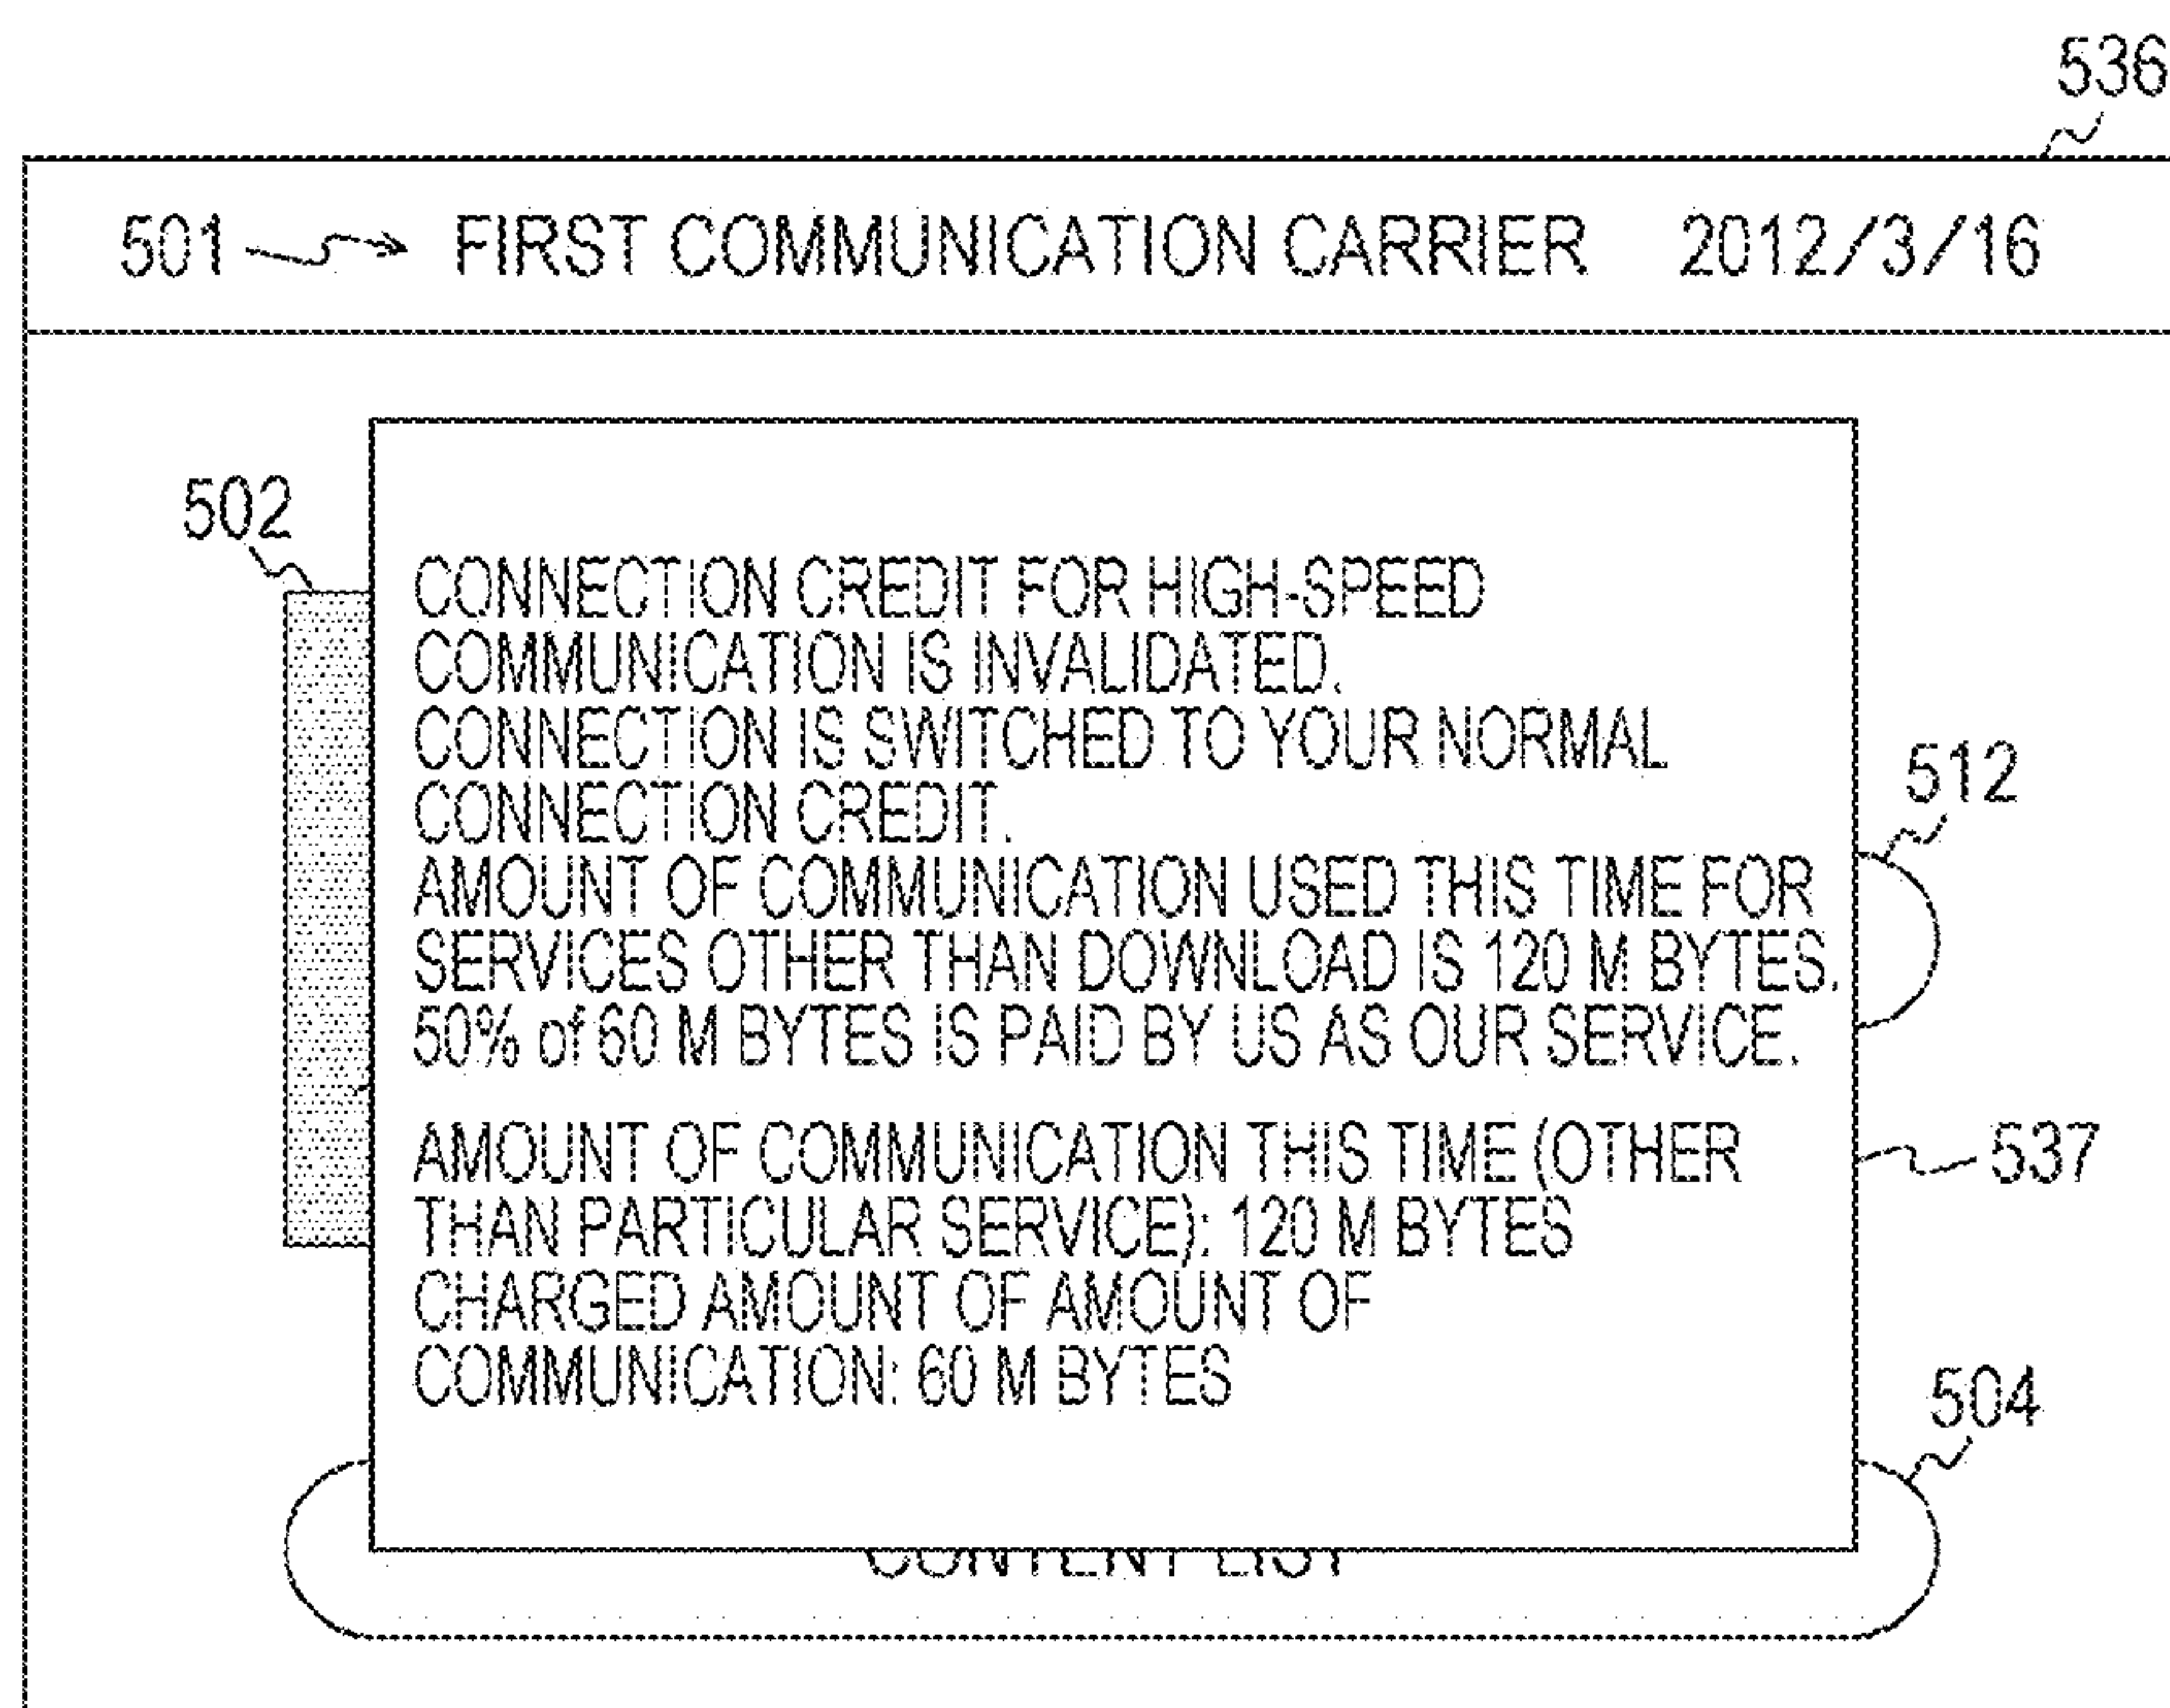 536
501 FIRST COMMUNICATION CARRIER 2012/3/16
502
CONNECTION CREDIT FOR HIGH-SPEED
COMMUNICATION IS INVALIDATED.
CONNECTION IS SWITCHED TO YOUR NORMAL
512
CONNECTION CREDIT.
AMOUNT OF COMMUNICATION USED THIS TIME FOR
SERVICES OTHER THAN DOWNLOAD IS 120 M BYTES.
50% of 60 M BYTES IS PAID BY US AS OUR SERVICE.
AMOUNT OF COMMUNICATION THIS TIME (OTHER
537
THAN PARTICULAR SERVICE): 120 M BYTES
CHARGED AMOUNT OF AMOUNT OF
COMMUNICATION: 60 M BYTES
504
CONTENT LIST